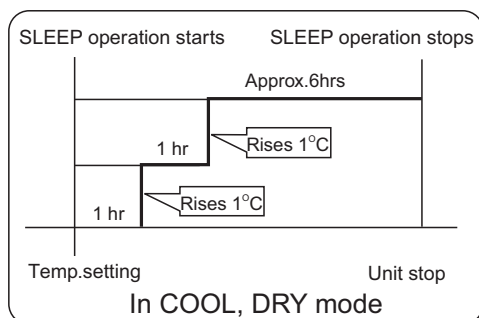 SLEEP operation starts SLEEP operation stops
Approx.6hrs
1 hr
Rises 1°C
1 hr
Rises 1°C
Temp.setting Unit stop
In COOL, DRY mode